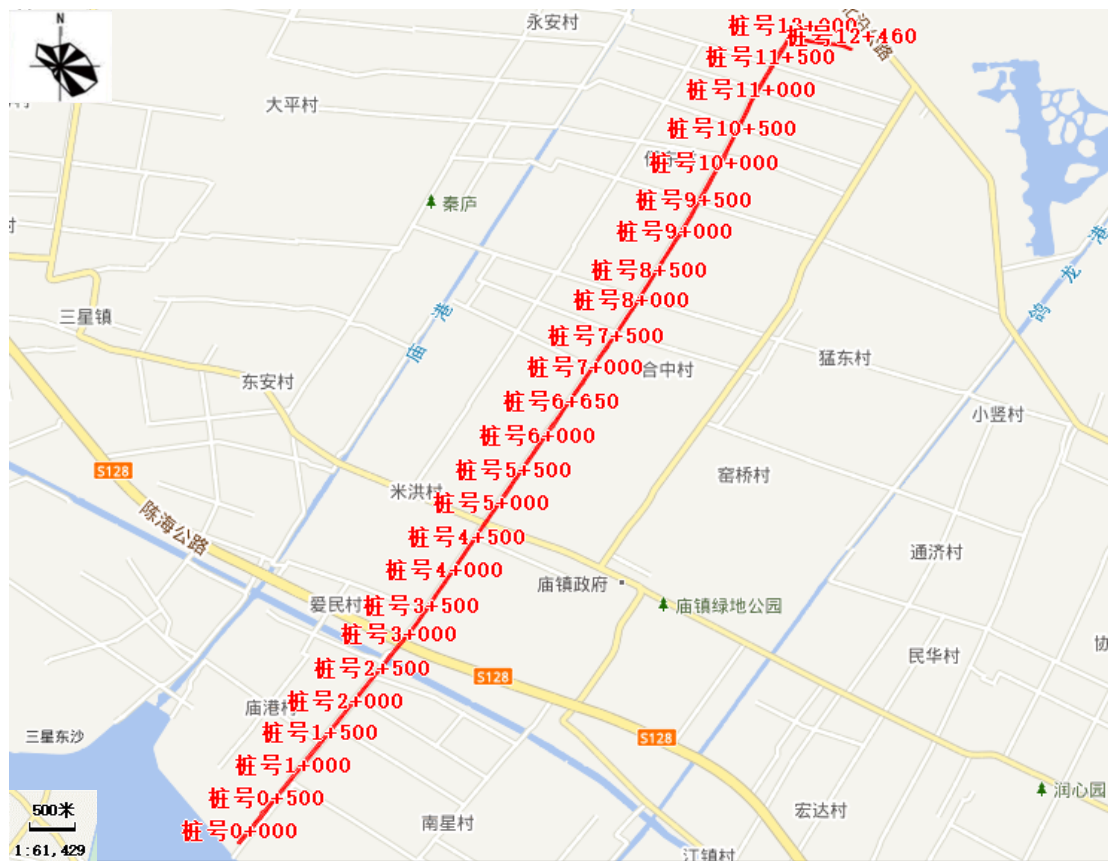 N
永安村
桩号12+000
桩号12+460
公路
桩号11+500
桩号11+000
大平村
桩号10+500
桩号10+000
秦庐
桩号9+500
桩号9+000
鸽龙港
桩号8+500
桩号8+000
庙港
三星镇
桩号7+500
猛东村
桩号7+000
合中村
东安村
桩号6+650
小竖村
桩号6+000
S128
桩号5+500
窑桥村
米洪村
桩号5+000
陈海公路
桩号4+500
通济村
桩号4+000
庙镇政府
爱民村
桩号3+500
庙镇绿地公园
桩号3+000
协
民华村
桩号2+500
S128
庙港村
桩号2+000
三星东沙
桩号1+500
S128
桩号1+000
润心园
桩号0+500
500米
宏达村
南星村
桩号0+000
1:61,429
江镇村